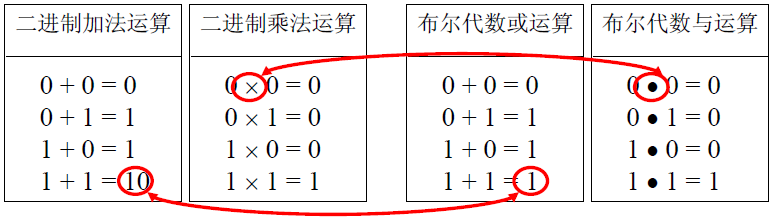 二进制加法运算
0 + 0 = 0
0 + 1 = 1
1 + 0 = 1
1 + 1 = 10
二进制乘法运算
0 × 0 = 0
0 × 1 = 0
1 × 0 = 0
1 × 1 = 1
布尔代数或运算
0 + 0 = 0
0 + 1 = 1
1 + 0 = 1
1 + 1 = 1
布尔代数与运算
0 ● 0 = 0
0 ● 1 = 0
1 ● 0 = 0
1 ● 1 = 1